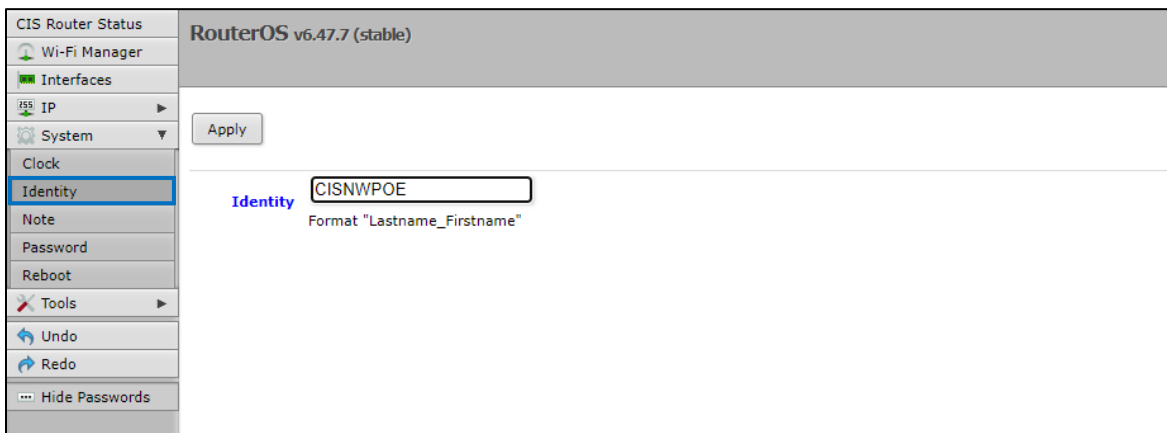 CIS Router Status
Wi-Fi Manager
Interfaces
255 IP
System
Clock
Identity
Note
Password
Reboot
Tools
Undo
Redo
Hide Passwords
RouterOS v6.47.7 (stable)
Apply
Identity CISNWPOE
Format "Lastname_Firstname"